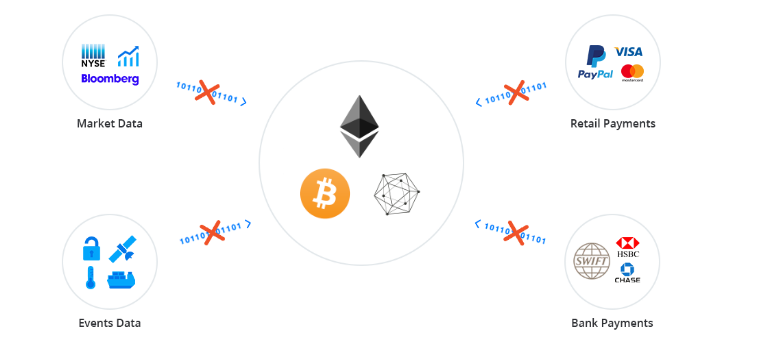 NYSE
Bloomberg
10110 01101
Market Data
PayPal
VISA
mastercard
10110 01101
Retail Payments
10110 01101
Events Data
SWIFT
HSBC
CHASE
10110 01101
Bank Payments